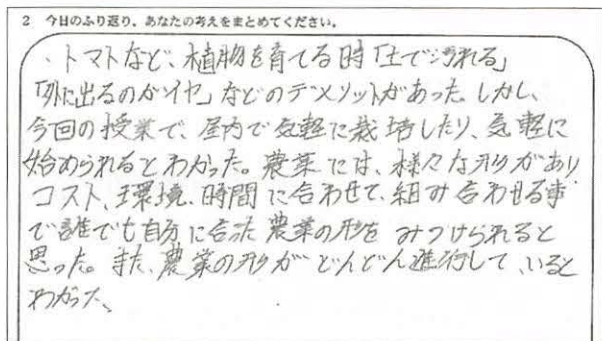 2 今日のふり返り、あなたの考えをまとめてください。
・トマトなど、植物を育てる時「土で汚れる」
「外に出るのがイヤ」などのデメリットがあった。しかし、
今回の授業で、屋内で気軽に栽培したり、気軽に
始められるとわかった。農業には、様々な形があり
コスト、環境、時間に合わせて、組み合わせる事
で誰でも自分に合った農業の形をみつけられると
思った。また、農業の形がどんどん進行して、いると
わかった、